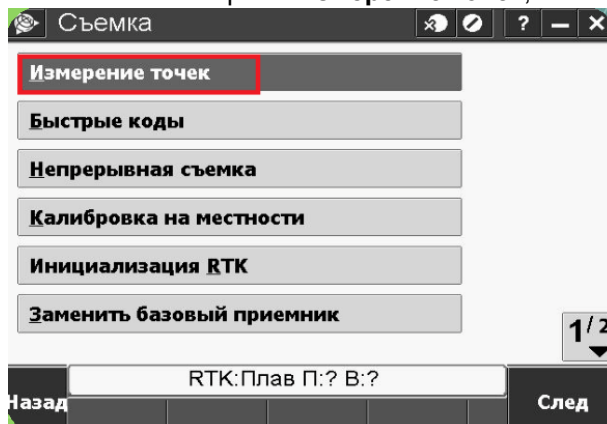 Съемка ? – X
Измерение точек
Быстрые коды
Непрерывная съемка
Калибровка на местности
Инициализация RTK
Заменить базовый приемник
1/2
RTK:Плав П:? В:?
Назад След